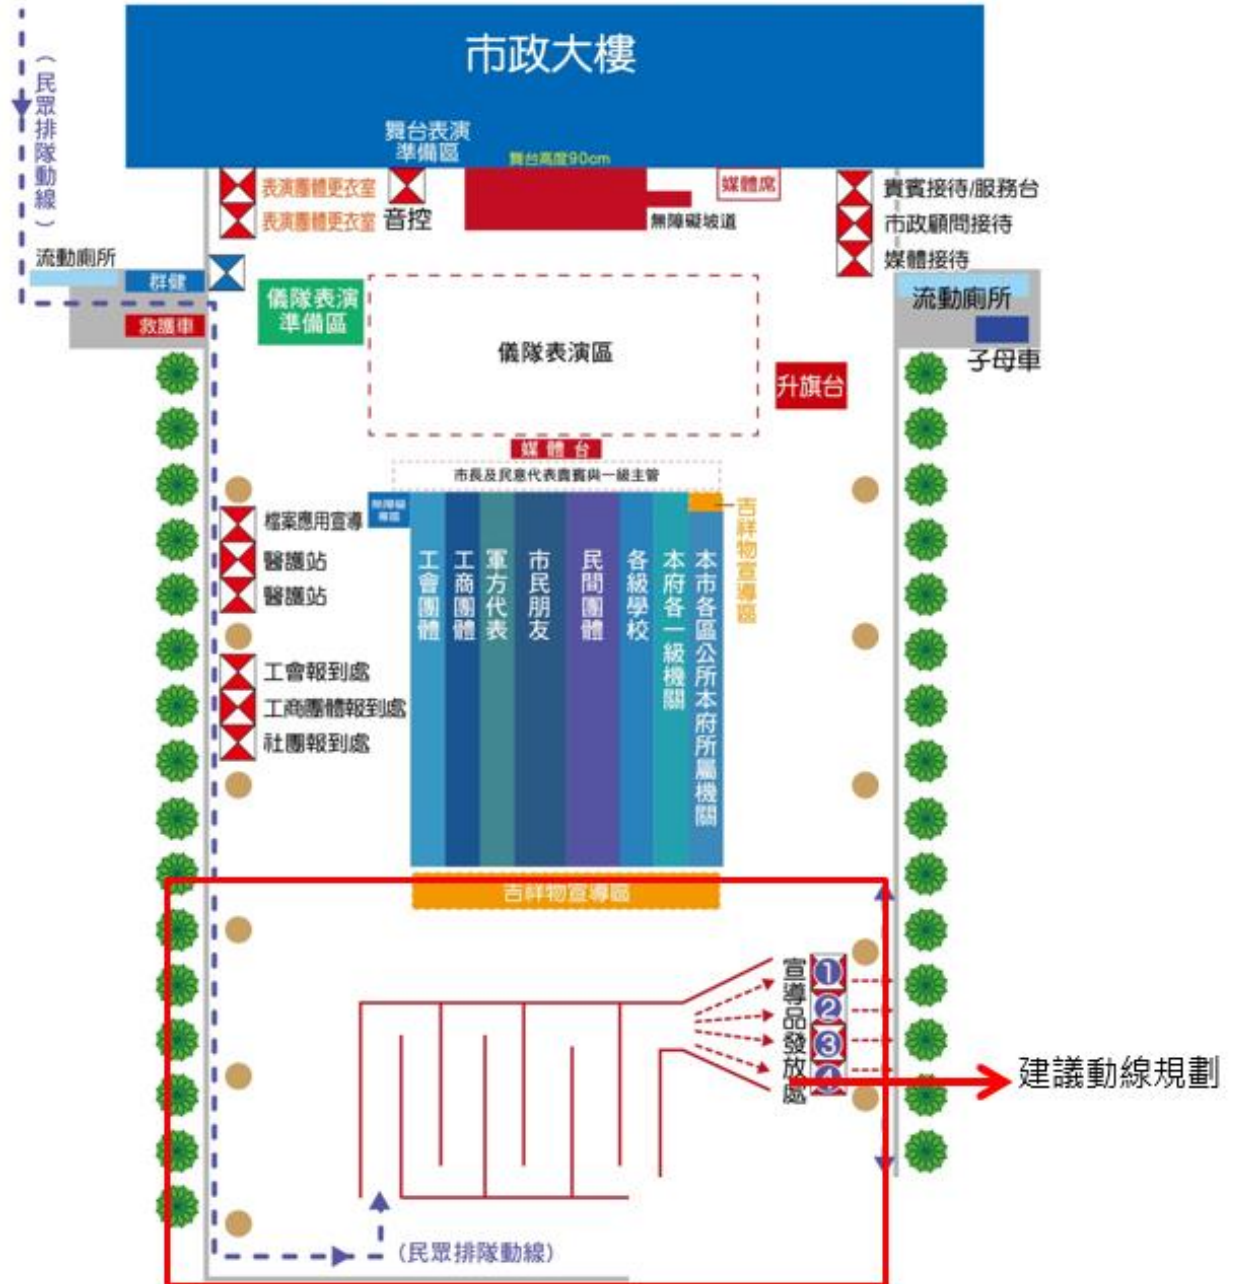 市政大樓
(民眾排隊動線)
舞台表演
準備區
舞台高度90cm
表演團體更衣室
表演團體更衣室
音控
媒體席
無障礙坡道
貴賓接待/服務台
市政顧問接待
媒體接待
流動廁所
群健
救護車
儀隊表演
準備區
儀隊表演區
升旗台
流動廁所
子母車
媒體台
市長及民意代表貴賓與一級主管
無障礙
專區
吉祥物宣導區
檔案應用宣導
醫護站
醫護站
工會團體
工商團體
軍方代表
市民朋友
民間團體
各級學校
本府各一級機關
本市各區公所本府所屬機關
工會報到處
工商團體報到處
社團報到處
吉祥物宣導區
宣導品發放處
1
2
3
4
建議動線規劃
(民眾排隊動線)